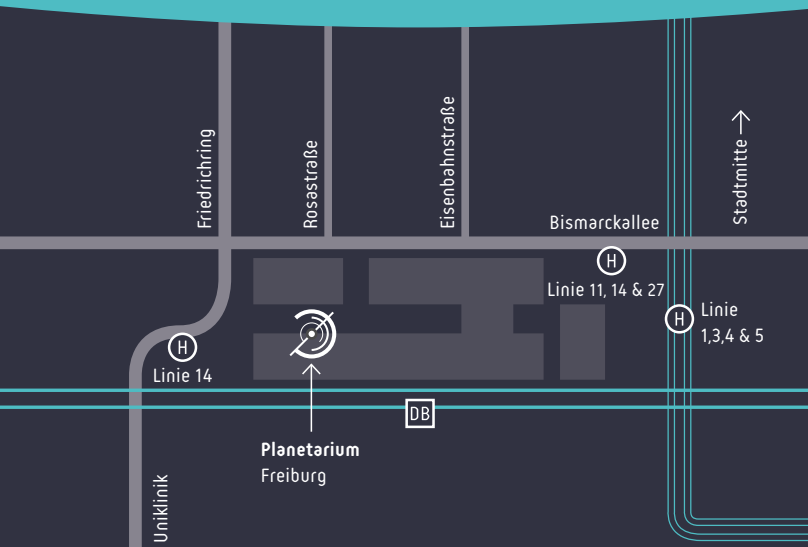 Friedrichring
Rosastraße
Eisenbahnstraße
Stadtmitte
Bismarckallee
H
Linie 11, 14 & 27
H
Linie
1,3,4 & 5
H
Linie 14
DB
Planetarium
Freiburg
Uniklinik